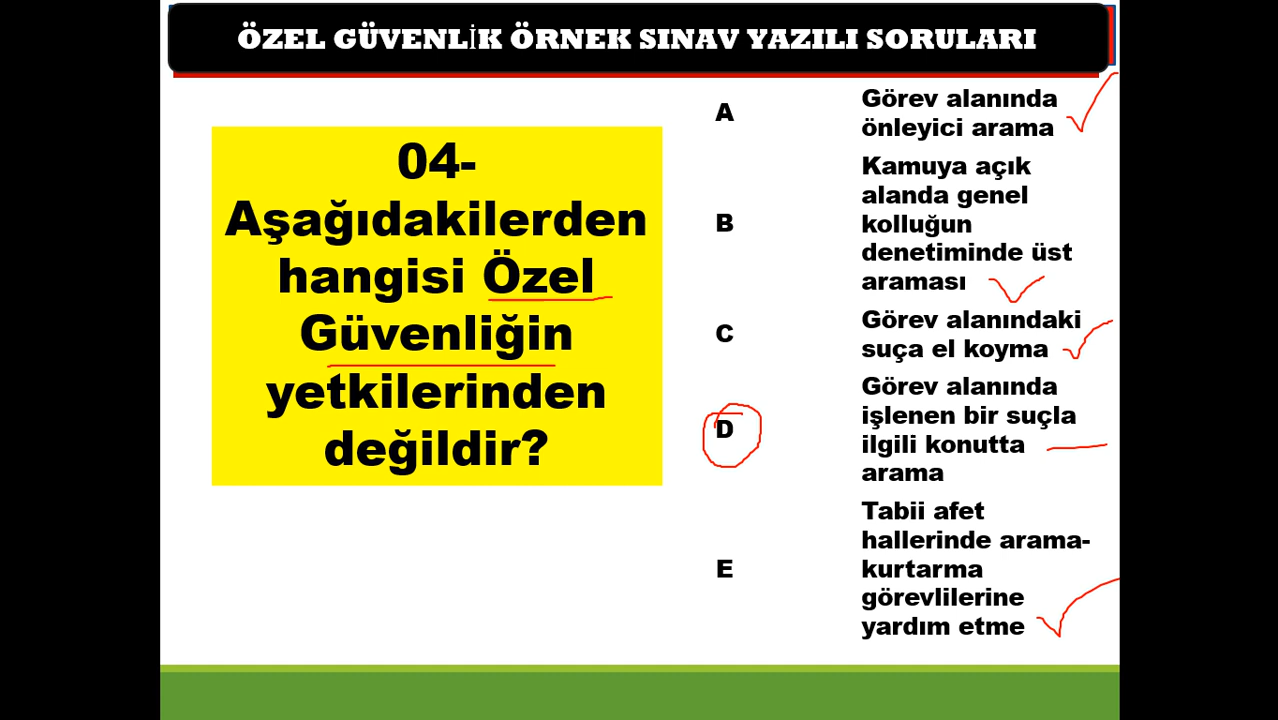 ÖZEL GÜVENLİK ÖRNEK SINAV YAZILI SORULARI
04-
Aşağıdakilerden
hangisi Özel
Güvenliğin
yetkilerinden
değildir?
A
Görev alanında
önleyici arama
B
Kamuya açık
alanda genel
kolluğun
denetiminde üst
araması
C
Görev alanındaki
suça el koyma
D
Görev alanında
işlenen bir suçla
ilgili konutta
arama
E
Tabii afet
hallerinde arama-
kurtarma
görevlilerine
yardım etme